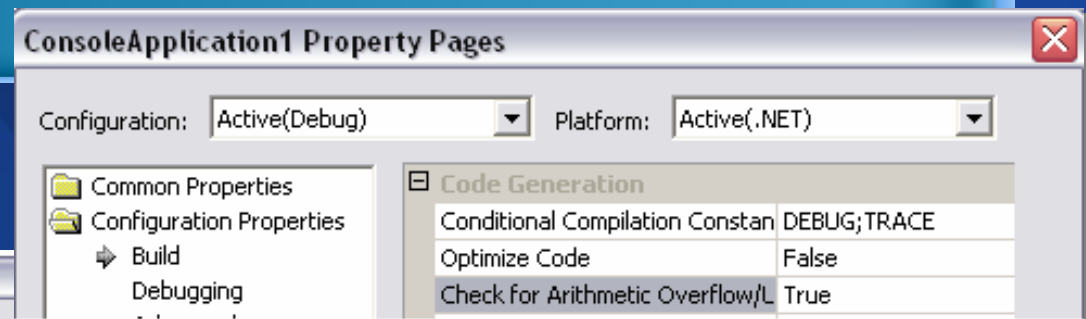 ConsoleApplication1 Property Pages
Configuration: Active(Debug) Platform: Active(.NET)
Common Properties
Configuration Properties
Build
Debugging
Code Generation
Conditional Compilation Constan DEBUG;TRACE
Optimize Code False
Check for Arithmetic Overflow/L True